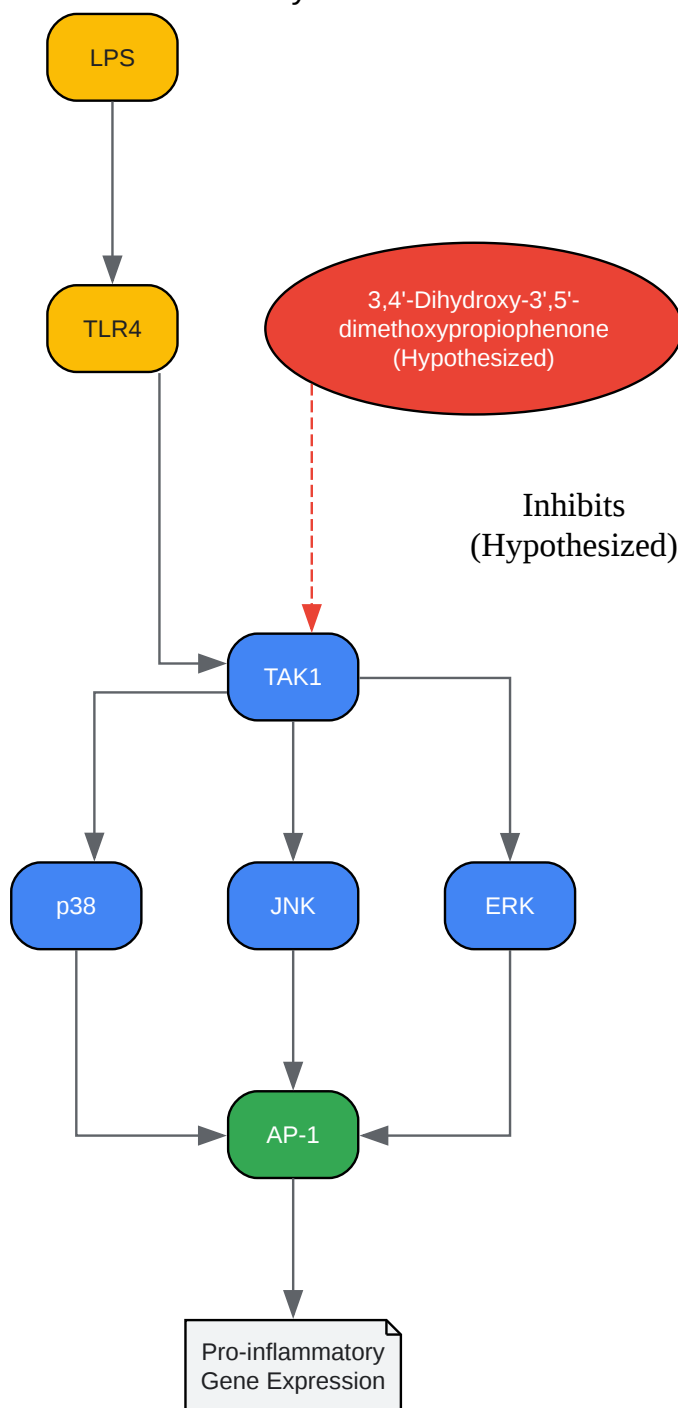 LPS
TLR4
3,4'-Dihydroxy-3',5'-
dimethoxypropiophenone
(Hypothesized)
Inhibits
(Hypothesized)
TAK1
p38
JNK
ERK
AP-1
Pro-inflammatory
Gene Expression